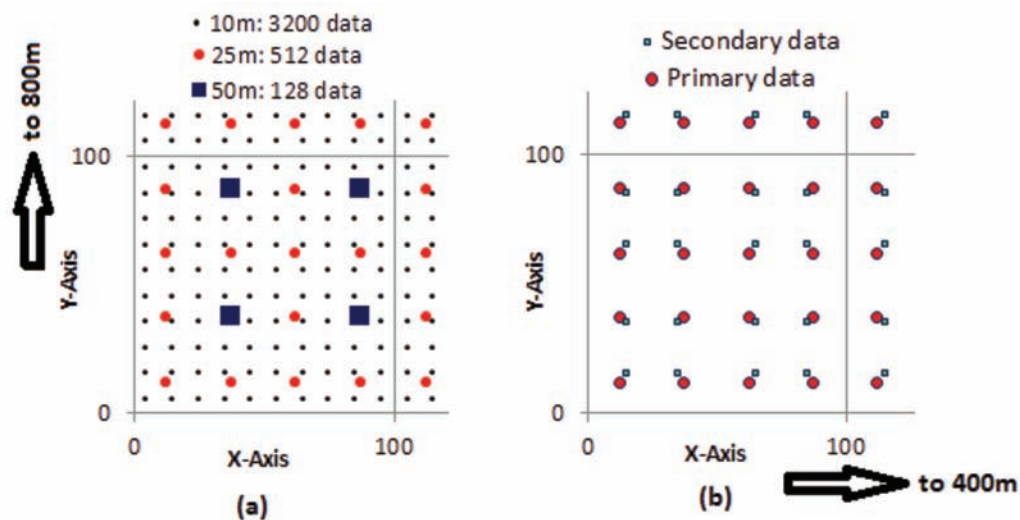 10m: 3200 data
25m: 512 data
50m: 128 data
to 800m
100
0
Y-Axis
0
100
X-Axis
(a)
Secondary data
Primary data
100
0
Y-Axis
0
100
X-Axis
to 400m
(b)